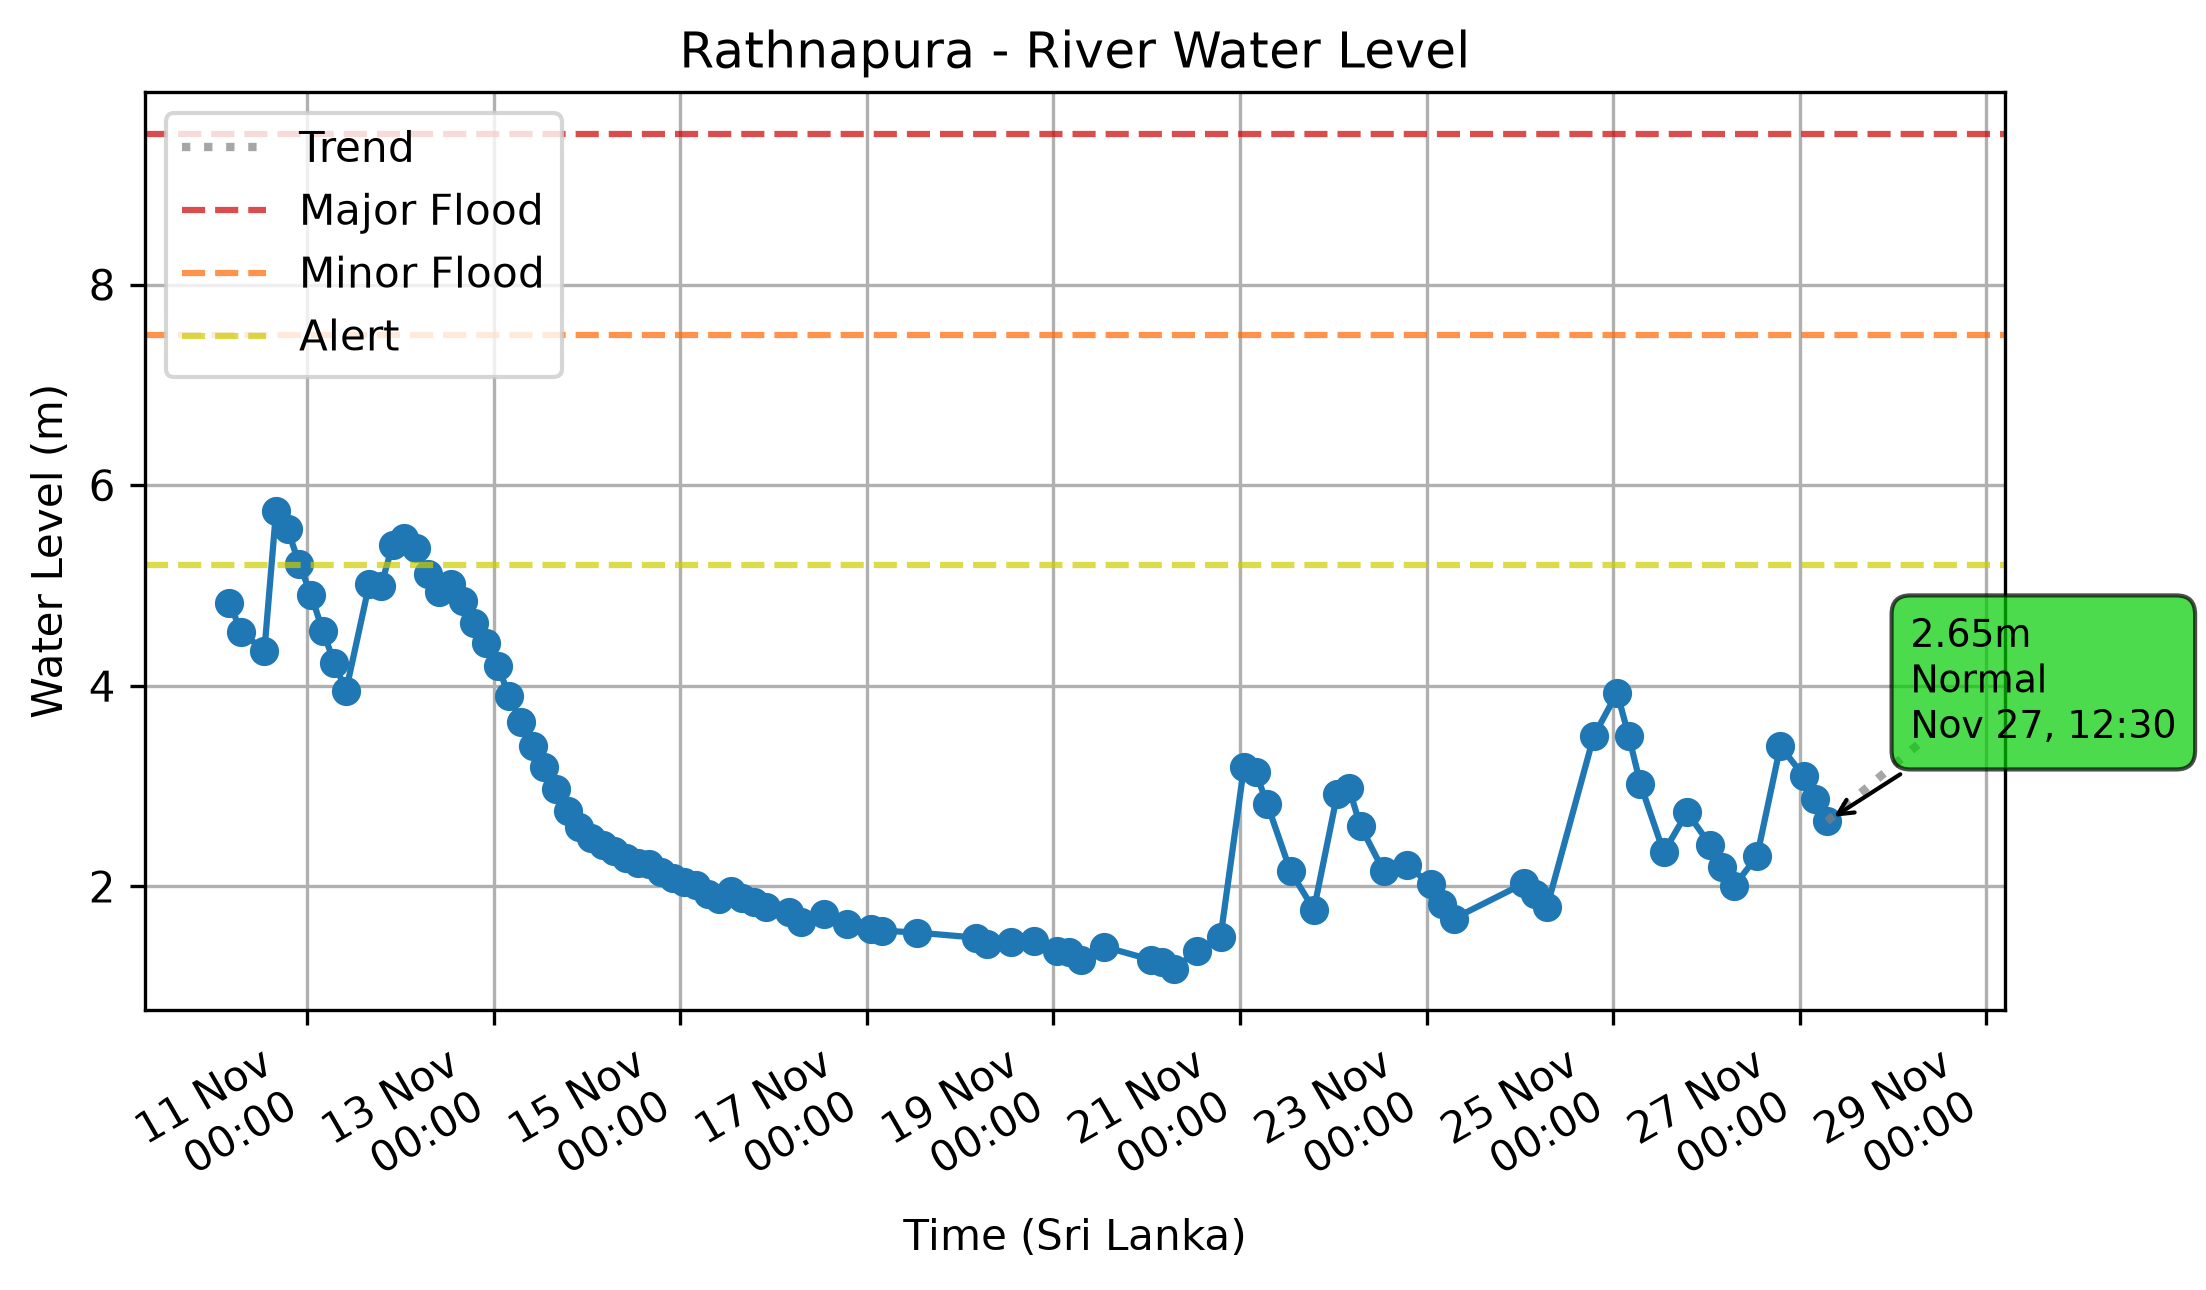 Rathnapura - River Water Level
Trend
Major Flood
Minor Flood
Alert
Water Level (m)
8
6
4
2
2.65m
Normal
Nov 27, 12:30
11 Nov
00:00
13 Nov
00:00
15 Nov
00:00
17 Nov
00:00
19 Nov
00:00
21 Nov
00:00
23 Nov
00:00
25 Nov
00:00
27 Nov
00:00
29 Nov
00:00
Time (Sri Lanka)